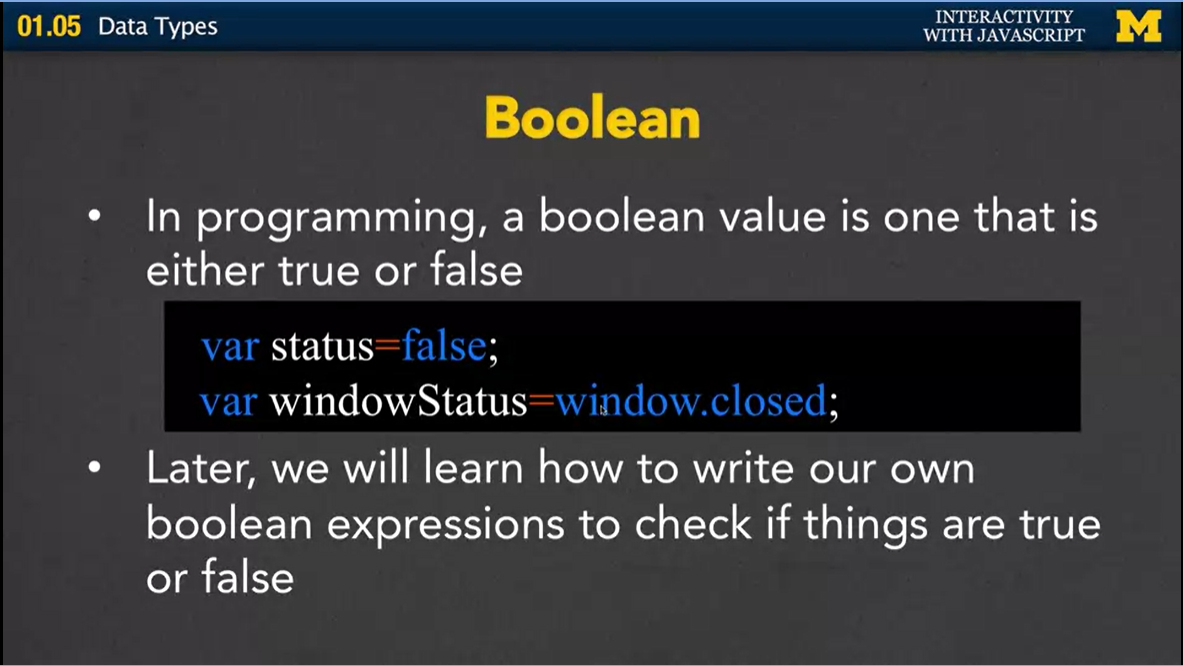 01.05 Data Types
INTERACTIVITY
WITH JAVASCRIPT
M
Boolean
• In programming, a boolean value is one that is
either true or false
var status=false;
var windowStatus=window.closed;
• Later, we will learn how to write our own
boolean expressions to check if things are true
or false